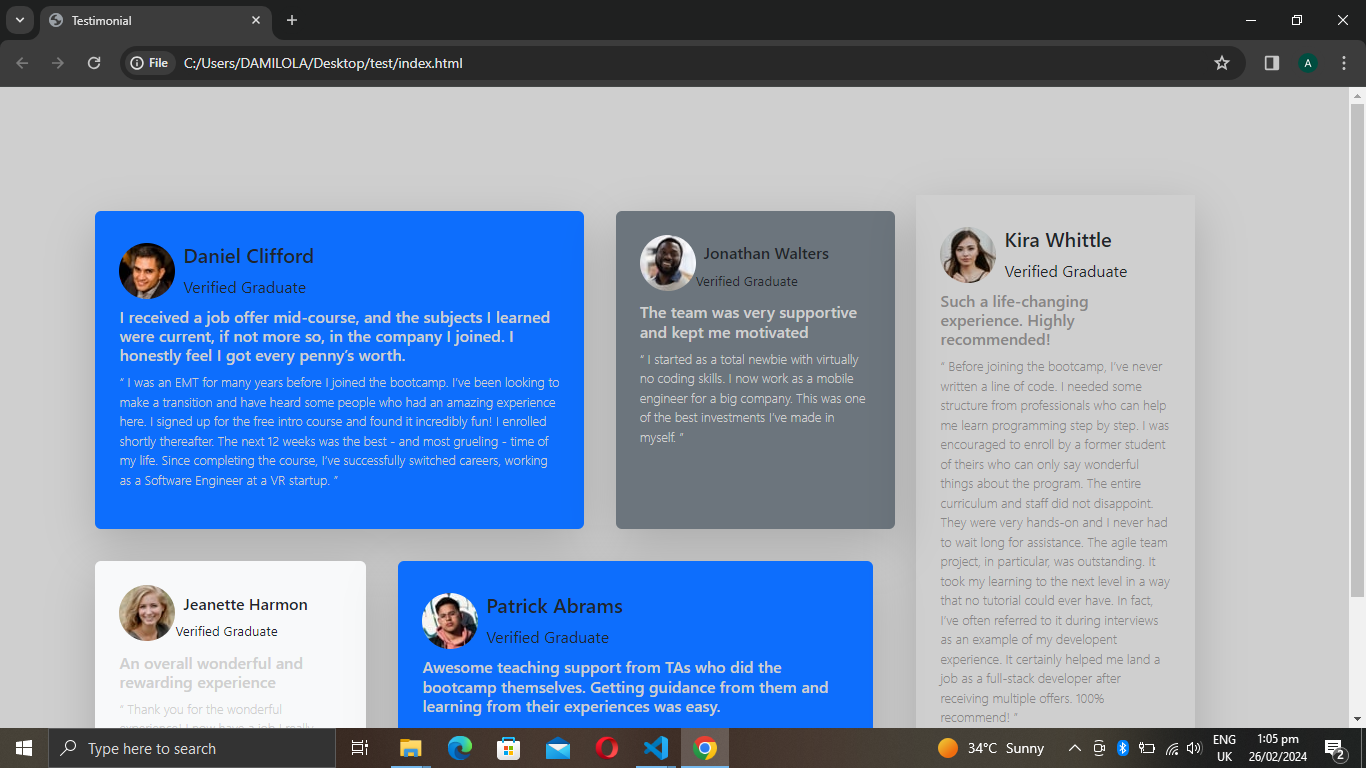 Testimonial
File
C:/Users/DAMILOLA/Desktop/test/index.html
A
Daniel Clifford
Verified Graduate
I received a job offer mid-course, and the subjects I learned
were current, if not more so, in the company I joined. I
honestly feel I got every penny’s worth.
“ I was an EMT for many years before I joined the bootcamp. I’ve been looking to
make a transition and have heard some people who had an amazing experience
here. I signed up for the free intro course and found it incredibly fun! I enrolled
shortly thereafter. The next 12 weeks was the best - and most grueling - time of
my life. Since completing the course, I’ve successfully switched careers, working
as a Software Engineer at a VR startup. ”
Jonathan Walters
Verified Graduate
The team was very supportive
and kept me motivated
“ I started as a total newbie with virtually
no coding skills. I now work as a mobile
engineer for a big company. This was one
of the best investments I’ve made in
myself. ”
Kira Whittle
Verified Graduate
Such a life-changing
experience. Highly
recommended!
“ Before joining the bootcamp, I’ve never
written a line of code. I needed some
structure from professionals who can help
me learn programming step by step. I was
encouraged to enroll by a former student
of theirs who can only say wonderful
things about the program. The entire
curriculum and staff did not disappoint.
They were very hands-on and I never had
to wait long for assistance. The agile team
project, in particular, was outstanding. It
took my learning to the next level in a way
that no tutorial could ever have. In fact,
I’ve often referred to it during interviews
as an example of my developent
experience. It certainly helped me land a
job as a full-stack developer after
receiving multiple offers. 100%
recommend! ”
Jeanette Harmon
Verified Graduate
An overall wonderful and
rewarding experience
“ Thank you for the wonderful
experience! I now have a job I really
Patrick Abrams
Verified Graduate
Awesome teaching support from TAs who did the
bootcamp themselves. Getting guidance from them and
learning from their experiences was easy.
Type here to search
34°C Sunny
ENG
UK
1:05 pm
26/02/2024
2